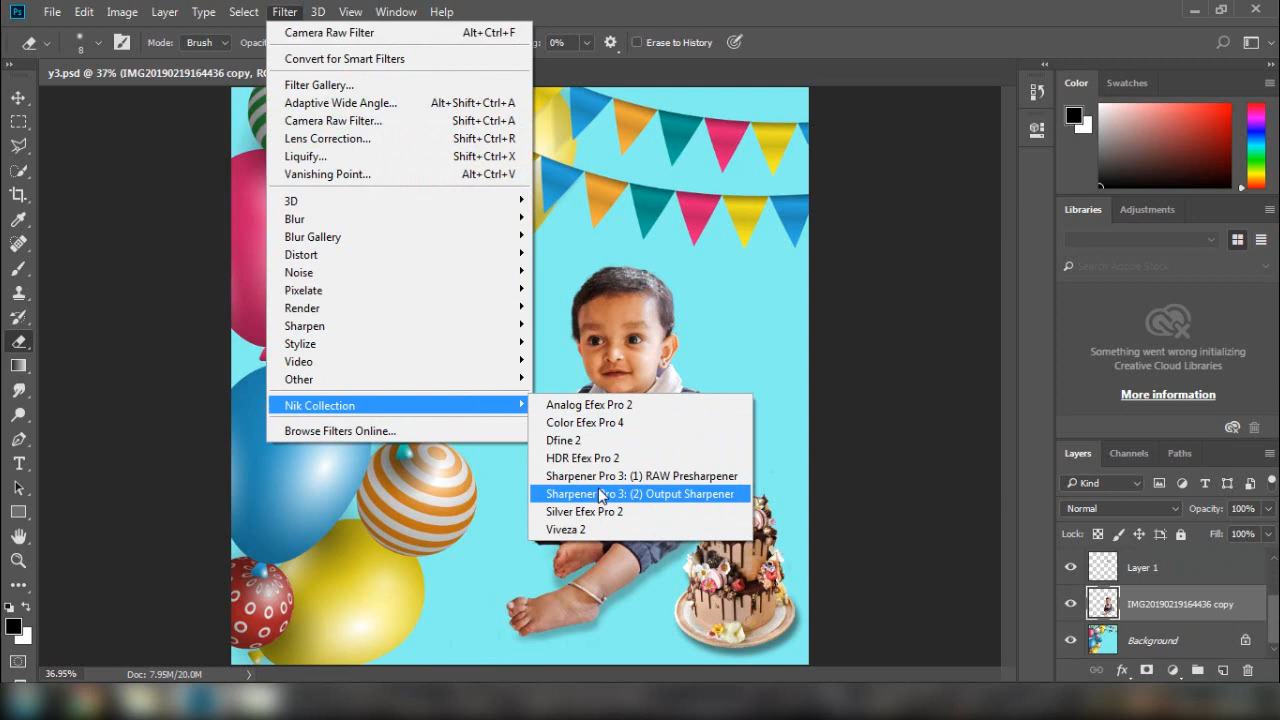 Ps File Edit Image Layer Type Select Filter 3D View Window Help
8 Mode: Brush Opaci 0% Erase to History
y3.psd @ 37% (IMG20190219164436 copy, RG
Camera Raw Filter Alt+Ctrl+F
Convert for Smart Filters
Filter Gallery...
Adaptive Wide Angle... Alt+Shift+Ctrl+A
Camera Raw Filter... Shift+Ctrl+A
Lens Correction... Shift+Ctrl+R
Liquify... Shift+Ctrl+X
Vanishing Point... Alt+Ctrl+V
3D
Blur
Blur Gallery
Distort
Noise
Pixelate
Render
Sharpen
Stylize
Video
Other
Nik Collection
Browse Filters Online...
Analog Efex Pro 2
Color Efex Pro 4
Dfine 2
HDR Efex Pro 2
Sharpener Pro 3: (1) RAW Presharpener
Sharpener Pro 3: (2) Output Sharpener
Silver Efex Pro 2
Viveza 2
Color Swatches
Libraries Adjustments
Search Adobe Stock
Something went wrong initializing
Creative Cloud Libraries
More information
Layers Channels Paths
Kind
Normal Opacity: 100%
Lock: Fill: 100%
Layer 1
IMG20190219164436 copy
Background
36.95% Doc: 7.95M/20.0M